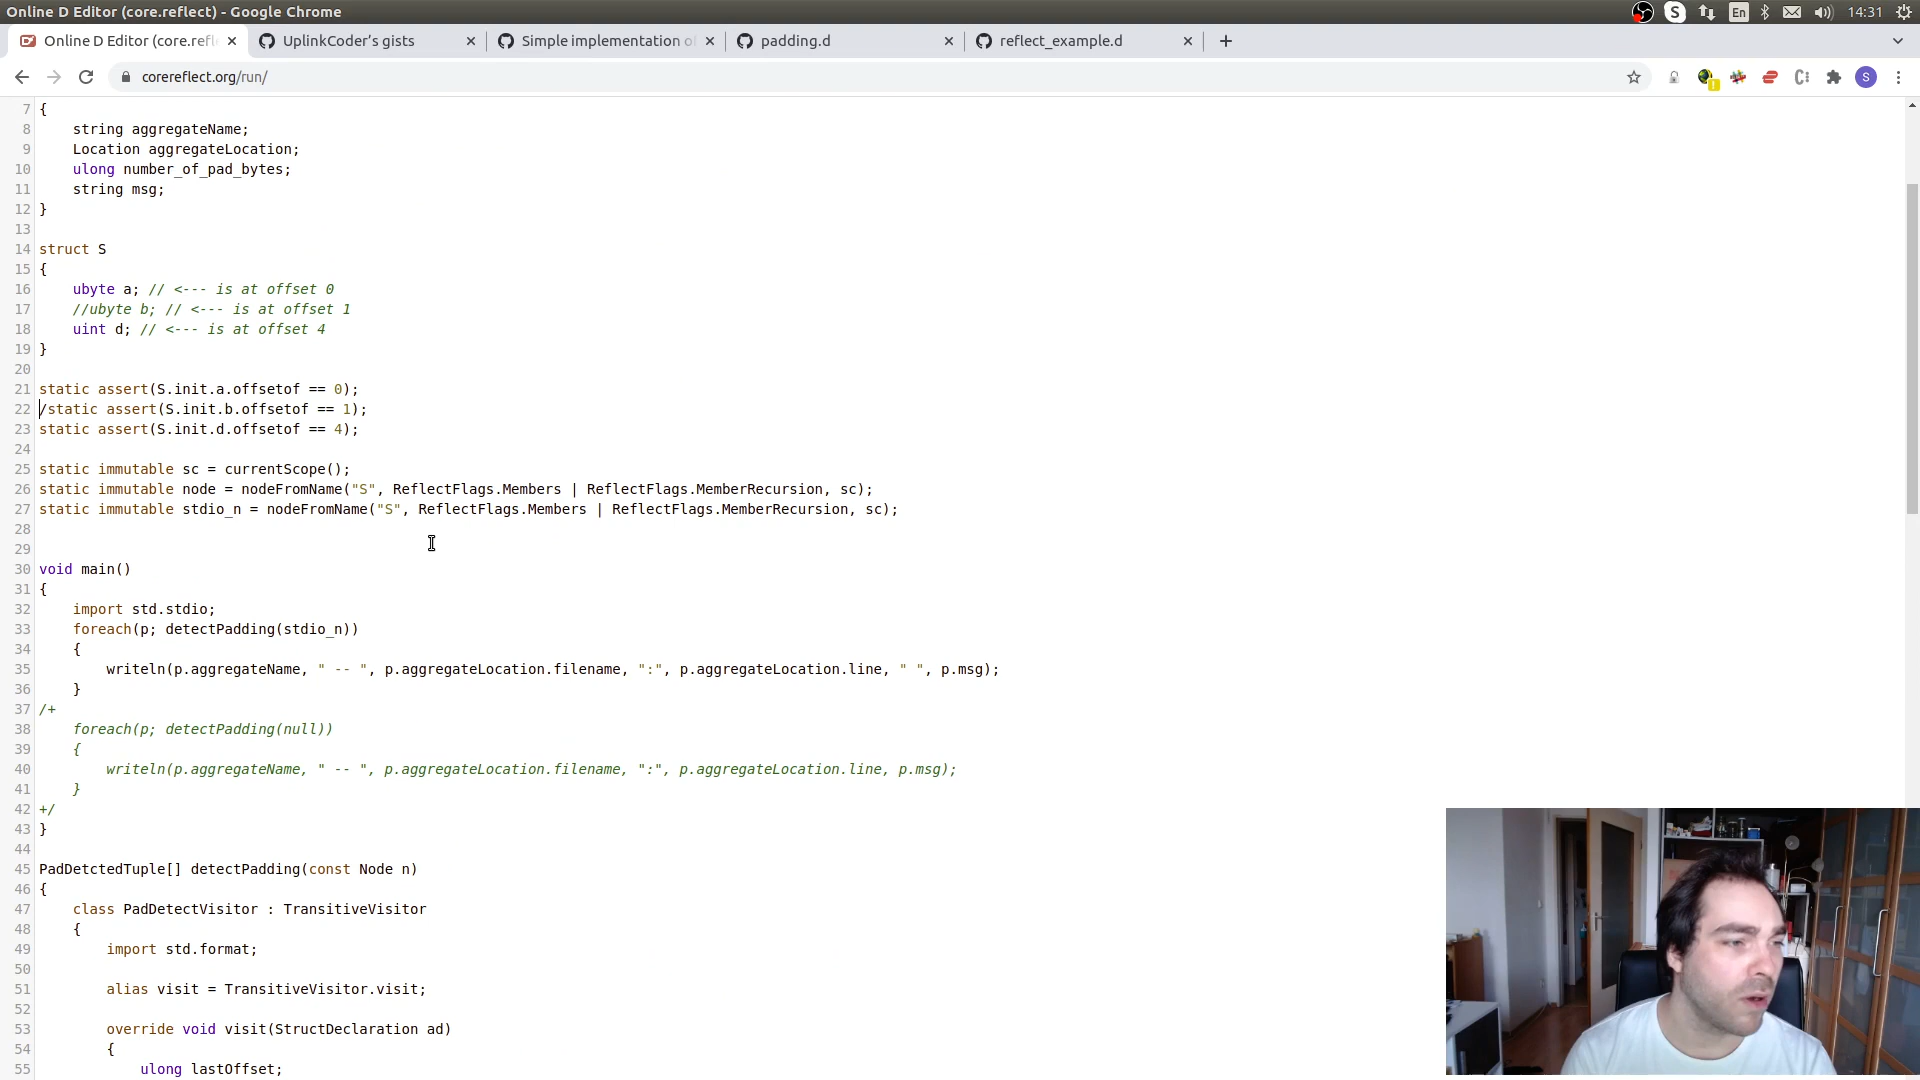 Online D Editor (core.reflect) - Google Chrome
S En 14:31
Online D Editor (core.refle × UplinkCoder's gists × Simple implementation o × padding.d × reflect_example.d × +
corereflect.org/run/ S
7 {
8 string aggregateName;
9 Location aggregateLocation;
10 ulong number_of_pad_bytes;
11 string msg;
12 }
13
14 struct S
15 {
16 ubyte a; // <--- is at offset 0
17 //ubyte b; // <--- is at offset 1
18 uint d; // <--- is at offset 4
19 }
20
21 static assert(S.init.a.offsetof == 0);
22 /static assert(S.init.b.offsetof == 1);
23 static assert(S.init.d.offsetof == 4);
24
25 static immutable sc = currentScope();
26 static immutable node = nodeFromName("S", ReflectFlags.Members | ReflectFlags.MemberRecursion, sc);
27 static immutable stdio_n = nodeFromName("S", ReflectFlags.Members | ReflectFlags.MemberRecursion, sc);
28
29
30 void main()
31 {
32 import std.stdio;
33 foreach(p; detectPadding(stdio_n))
34 {
35 writeln(p.aggregateName, " -- ", p.aggregateLocation.filename, ":", p.aggregateLocation.line, " ", p.msg);
36 }
37 /+
38 foreach(p; detectPadding(null))
39 {
40 writeln(p.aggregateName, " -- ", p.aggregateLocation.filename, ":", p.aggregateLocation.line, p.msg);
41 }
42 +/
43 }
44
45 PadDetctedTuple[] detectPadding(const Node n)
46 {
47 class PadDetectVisitor : TransitiveVisitor
48 {
49 import std.format;
50
51 alias visit = TransitiveVisitor.visit;
52
53 override void visit(StructDeclaration ad)
54 {
55 ulong lastOffset;